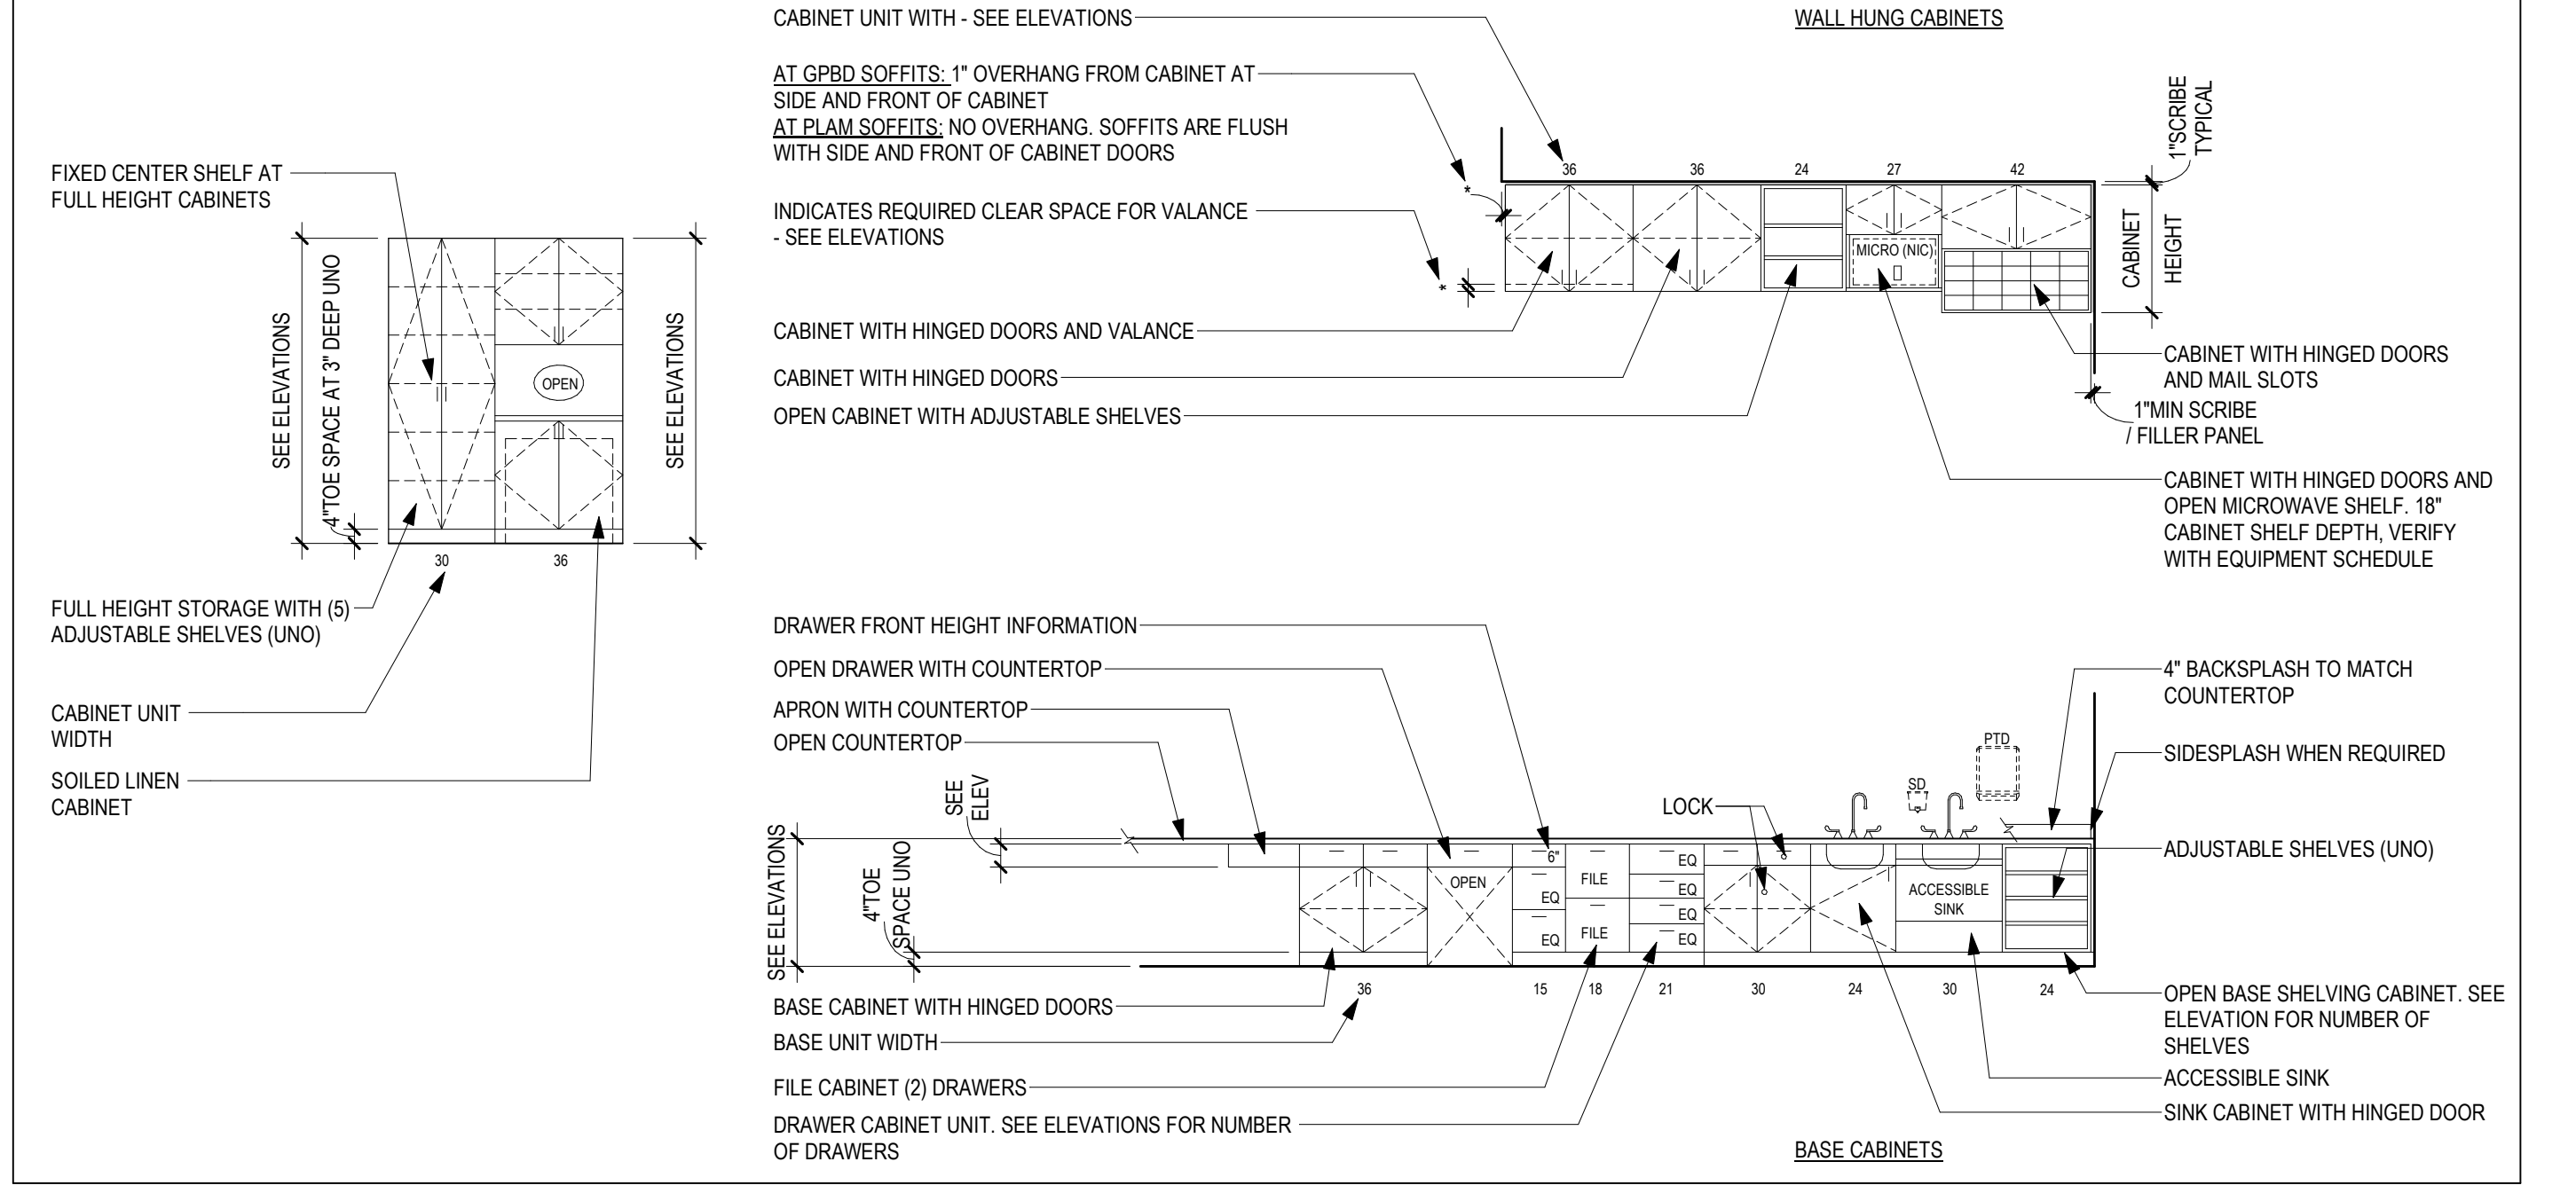 FIXED CENTER SHELF AT
FULL HEIGHT CABINETS
SEE ELEVATIONS
4"TOE SPACE AT 3" DEEP UNO
OPEN
SEE ELEVATIONS
30
36
FULL HEIGHT STORAGE WITH (5)
ADJUSTABLE SHELVES (UNO)
CABINET UNIT
WIDTH
SOILED LINEN
CABINET
CABINET UNIT WITH - SEE ELEVATIONS
AT GPBD SOFFITS: 1" OVERHANG FROM CABINET AT
SIDE AND FRONT OF CABINET
AT PLAM SOFFITS: NO OVERHANG. SOFFITS ARE FLUSH
WITH SIDE AND FRONT OF CABINET DOORS
INDICATES REQUIRED CLEAR SPACE FOR VALANCE
- SEE ELEVATIONS
CABINET WITH HINGED DOORS AND VALANCE
CABINET WITH HINGED DOORS
OPEN CABINET WITH ADJUSTABLE SHELVES
WALL HUNG CABINETS
*
*
36
36
24
27
42
MICRO (NIC)
1"SCRIBE
TYPICAL
CABINET
HEIGHT
CABINET WITH HINGED DOORS
AND MAIL SLOTS
1"MIN SCRIBE
/ FILLER PANEL
CABINET WITH HINGED DOORS AND
OPEN MICROWAVE SHELF. 18"
CABINET SHELF DEPTH, VERIFY
WITH EQUIPMENT SCHEDULE
DRAWER FRONT HEIGHT INFORMATION
OPEN DRAWER WITH COUNTERTOP
APRON WITH COUNTERTOP
OPEN COUNTERTOP
SEE
ELEV
SEE ELEVATIONS
4"TOE
SPACE UNO
LOCK
SD
PTD
OPEN
6"
EQ
EQ
FILE
FILE
EQ
EQ
EQ
EQ
ACCESSIBLE
SINK
36
15
18
21
30
24
30
24
BASE CABINET WITH HINGED DOORS
BASE UNIT WIDTH
FILE CABINET (2) DRAWERS
DRAWER CABINET UNIT. SEE ELEVATIONS FOR NUMBER
OF DRAWERS
4" BACKSPLASH TO MATCH
COUNTERTOP
SIDESPLASH WHEN REQUIRED
ADJUSTABLE SHELVES (UNO)
OPEN BASE SHELVING CABINET. SEE
ELEVATION FOR NUMBER OF
SHELVES
ACCESSIBLE SINK
SINK CABINET WITH HINGED DOOR
BASE CABINETS